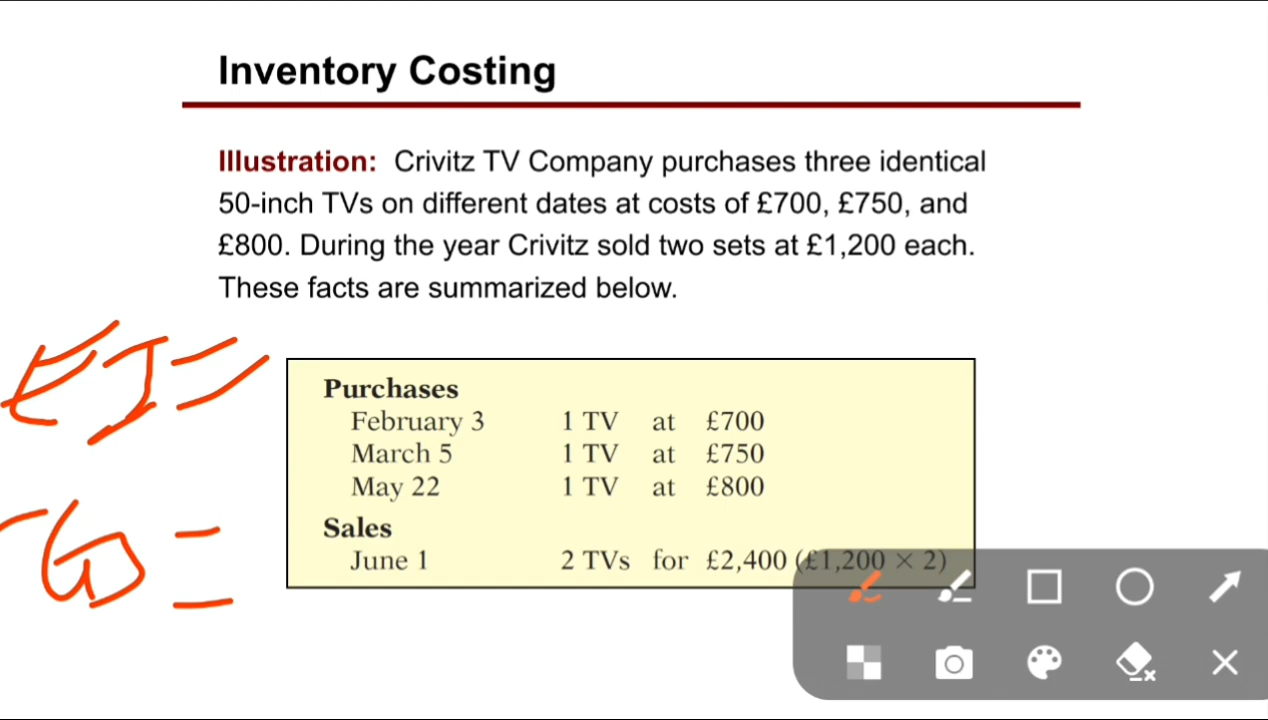 Inventory Costing
Illustration: Crivitz TV Company purchases three identical
50-inch TVs on different dates at costs of £700, £750, and
£800. During the year Crivitz sold two sets at £1,200 each.
These facts are summarized below.
EI=
Purchases
February 3 1 TV at £700
March 5 1 TV at £750
May 22 1 TV at £800
Sales
June 1 2 TVs for £2,400 (£1,200 × 2)